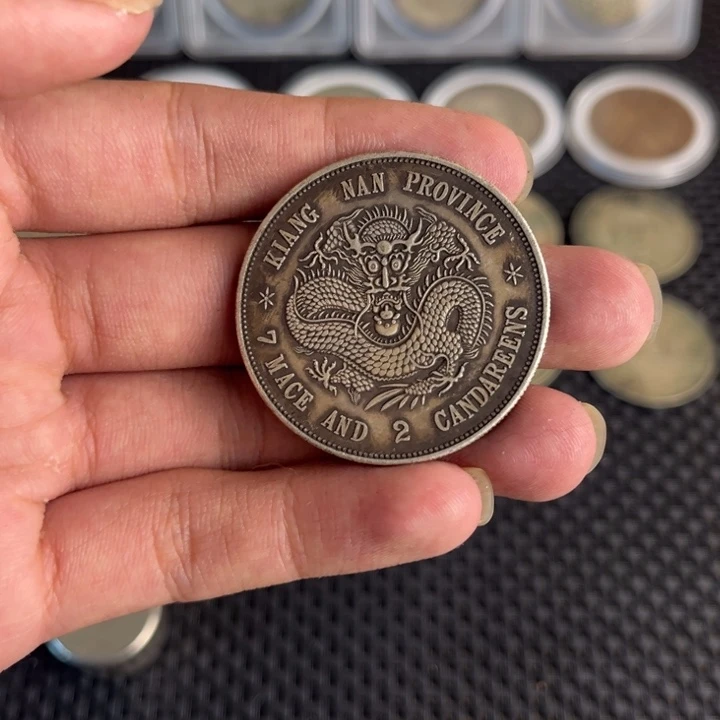 KIANG NAN PROVINCE
* 7 MACE AND 2 CANDAREENS *